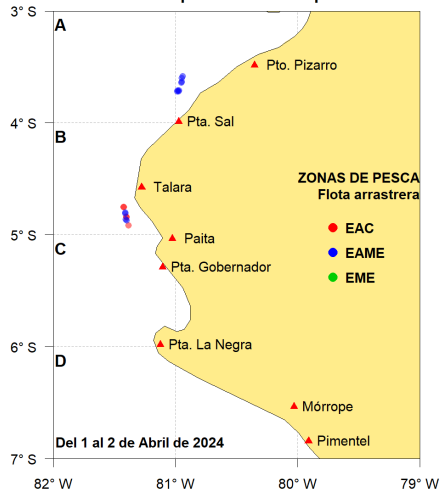 3° S
A
Pto. Pizarro
4° S
Pta. Sal
B
ZONAS DE PESCA
Flota arrastrera
Talara
EAC
5° S
Paita
C
EAME
Pta. Gobernador
EME
6° S
Pta. La Negra
D
Mórrope
Del 1 al 2 de Abril de 2024
Pimentel
7° S
82° W
81° W
80° W
79° W